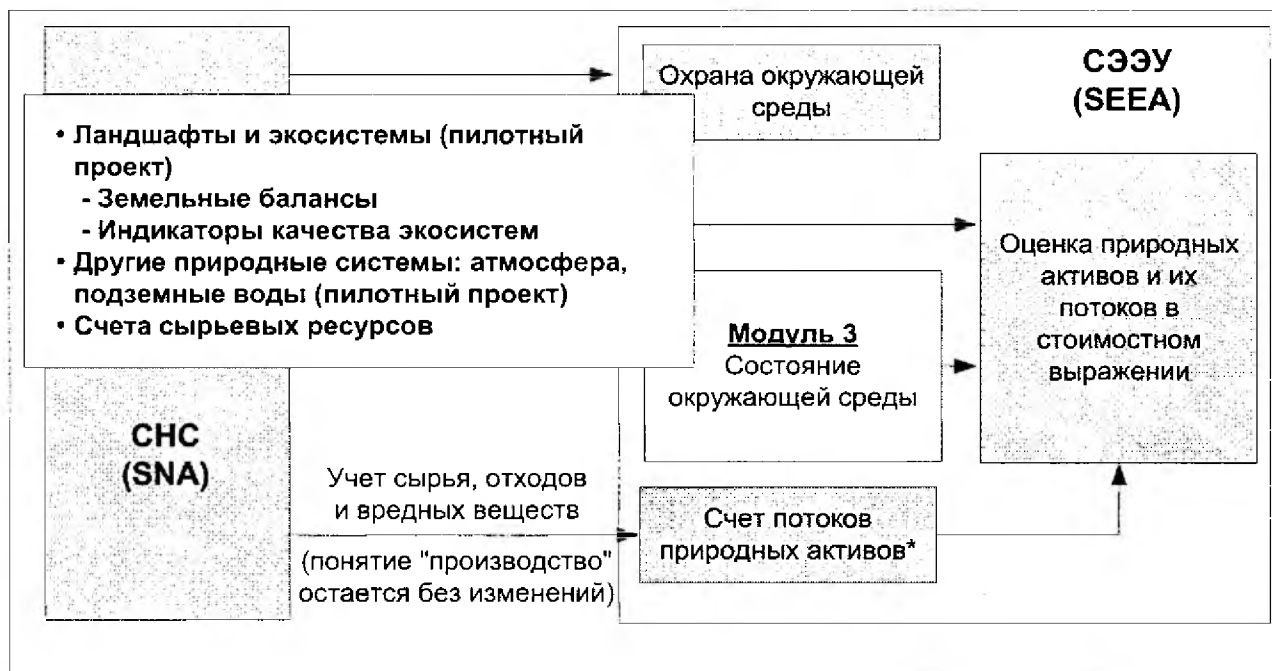 Охрана окружающей
среды
СЭЭУ
(SEEA)
• Ландшафты и экосистемы (пилотный
проект)
- Земельные балансы
- Индикаторы качества экосистем
• Другие природные системы: атмосфера,
подземные воды (пилотный проект)
• Счета сырьевых ресурсов
Оценка природных
активов и их
потоков в
стоимостном
выражении
Модуль 3
Состояние
окружающей среды
СНС
(SNA)
Учет сырья, отходов
и вредных веществ
(понятие "производство"
остается без изменений)
Счет потоков
природных активов*